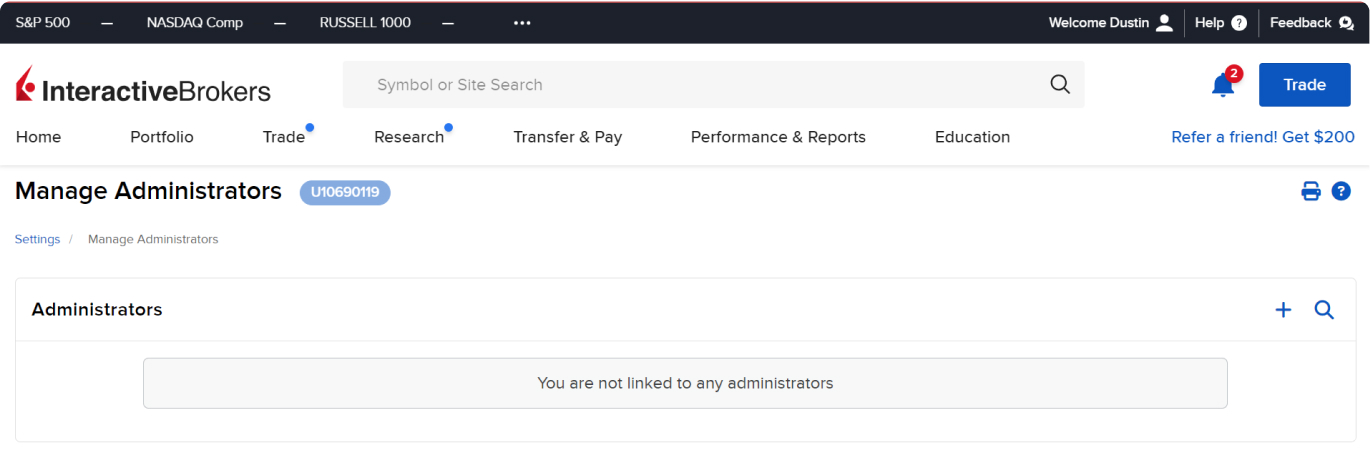 S&P 500 — NASDAQ Comp — RUSSELL 1000 — ••• Welcome Dustin Help ? Feedback
InteractiveBrokers Symbol or Site Search 2 Trade
Home Portfolio Trade Research Transfer & Pay Performance & Reports Education Refer a friend! Get $200
Manage Administrators U10690119 ?
Settings / Manage Administrators
Administrators +
You are not linked to any administrators